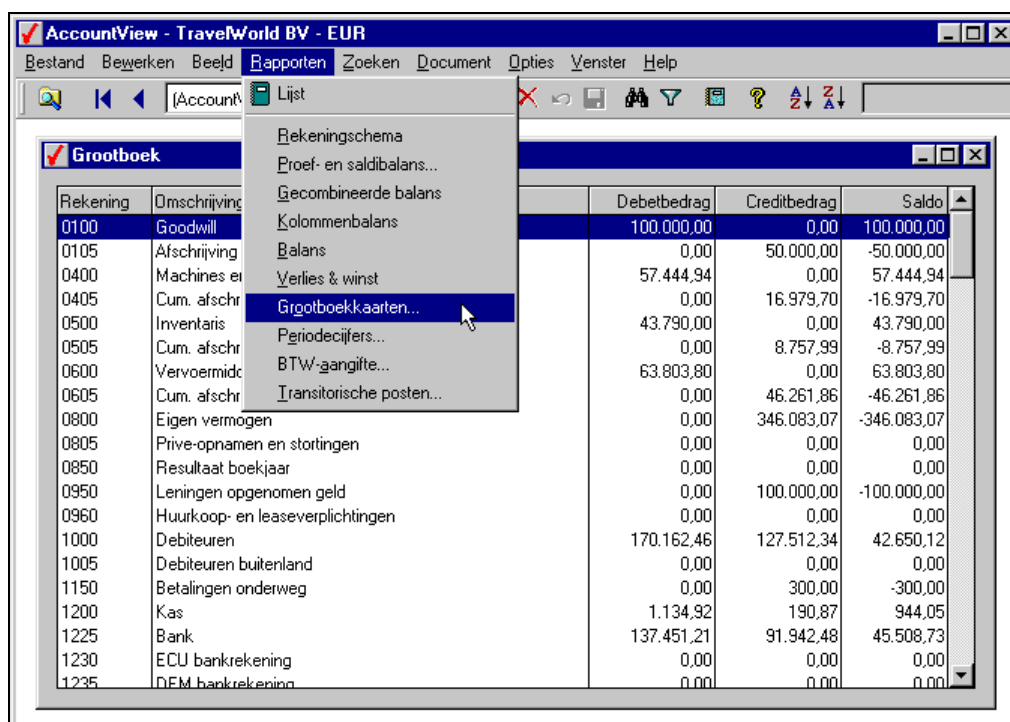 AccountView - TravelWorld BV - EUR
Bestand Bewerken Beeld Rapporten Zoeken Document Opties Venster Help
(Account
Lijst
Rekeningschema
Proef- en saldibalans...
Gecombineerde balans
Kolommenbalans
Balans
Verlies & winst
Grootboekkaarten...
Periodecijfers...
BTW-aangifte...
Transitorische posten...
Grootboek
Rekening Omschrijving Debetbedrag Creditbedrag Saldo
0100 Goodwill 100.000,00 0,00 100.000,00
0105 Afschrijving 0,00 50.000,00 -50.000,00
0400 Machines en 57.444,94 0,00 57.444,94
0405 Cum. afschr 0,00 16.979,70 -16.979,70
0500 Inventaris 43.790,00 0,00 43.790,00
0505 Cum. afschr 0,00 8.757,99 -8.757,99
0600 Vervoermidd 63.803,80 0,00 63.803,80
0605 Cum. afschr 0,00 46.261,86 -46.261,86
0800 Eigen vermogen 0,00 346.083,07 -346.083,07
0805 Prive-opnamen en stortingen 0,00 0,00 0,00
0850 Resultaat boekjaar 0,00 0,00 0,00
0950 Leningen opgenomen geld 0,00 100.000,00 -100.000,00
0960 Huurkoop- en leaseverplichtingen 0,00 0,00 0,00
1000 Debiteuren 170.162,46 127.512,34 42.650,12
1005 Debiteuren buitenland 0,00 0,00 0,00
1150 Betalingen onderweg 0,00 300,00 -300,00
1200 Kas 1.134,92 190,87 944,05
1225 Bank 137.451,21 91.942,48 45.508,73
1230 ECU bankrekening 0,00 0,00 0,00
1235 DEM bankrekening 0,00 0,00 0,00